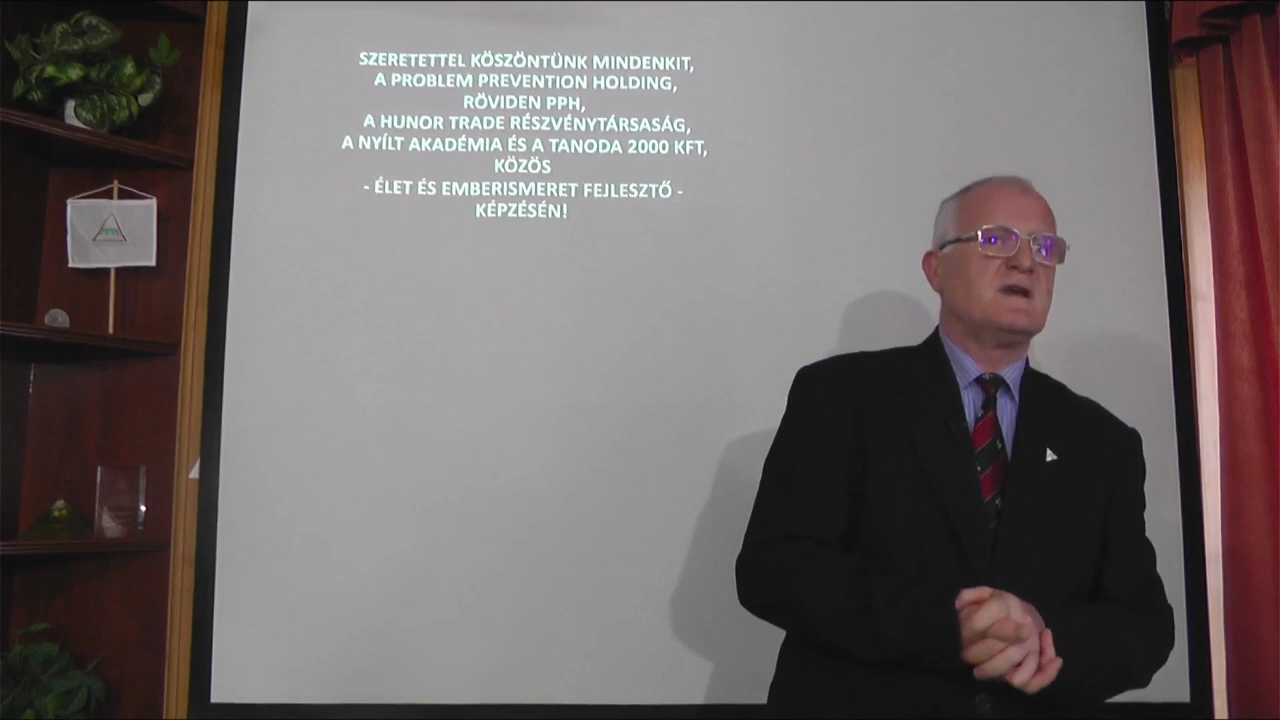 SZERETETTEL KÖSZÖNTÜNK MINDENKIT,
A PROBLEM PREVENTION HOLDING,
RÖVIDEN PPH,
A HUNOR TRADE RÉSZVÉNYTÁRSASÁG,
A NYÍLT AKADÉMIA ÉS A TANODA 2000 KFT,
KÖZÖS
- ÉLET ÉS EMBERISMERET FEJLESZTŐ -
KÉPZÉSÉN!